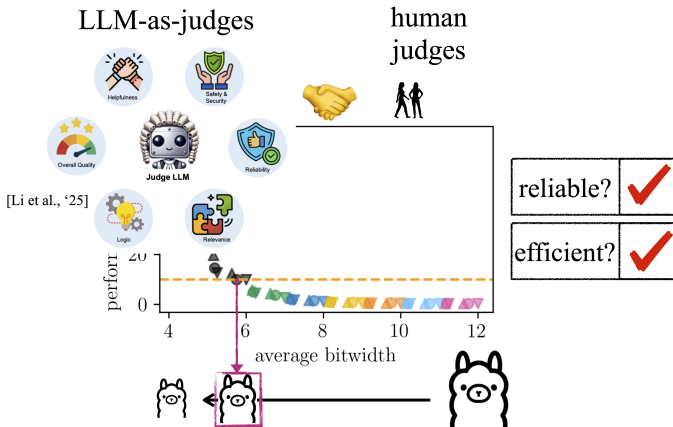 LLM-as-judges
human
judges
Helpfulness
Safety &
Security
Overall Quality
Judge LLM
Reliability
[Li et al., ‘25]
Logic
Relevance
reliable?
efficient?
perform
20
0
4
6
8
10
12
average bitwidth